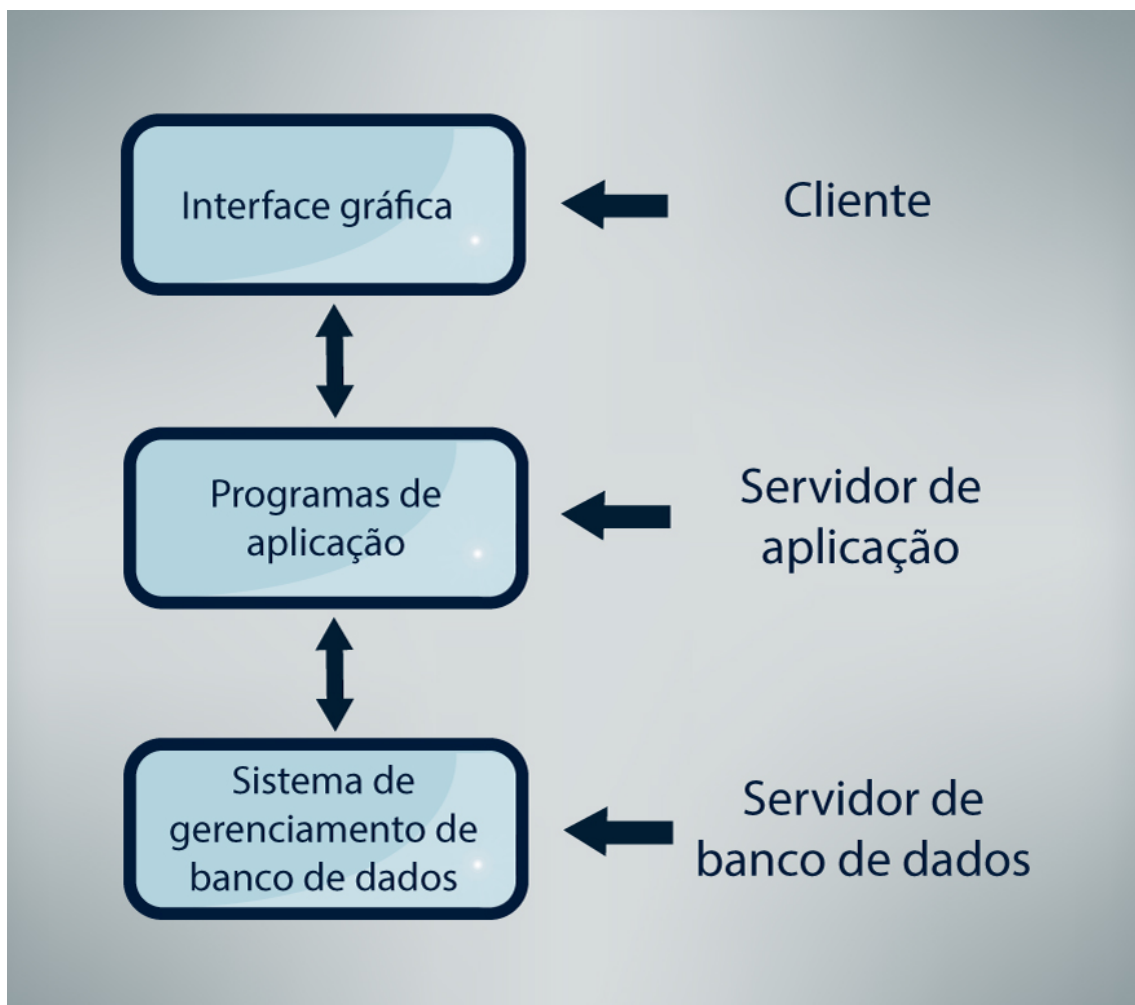 Interface gráfica
Cliente
Programas de
aplicação
Servidor de
aplicação
Sistema de
gerenciamento de
banco de dados
Servidor de
banco de dados